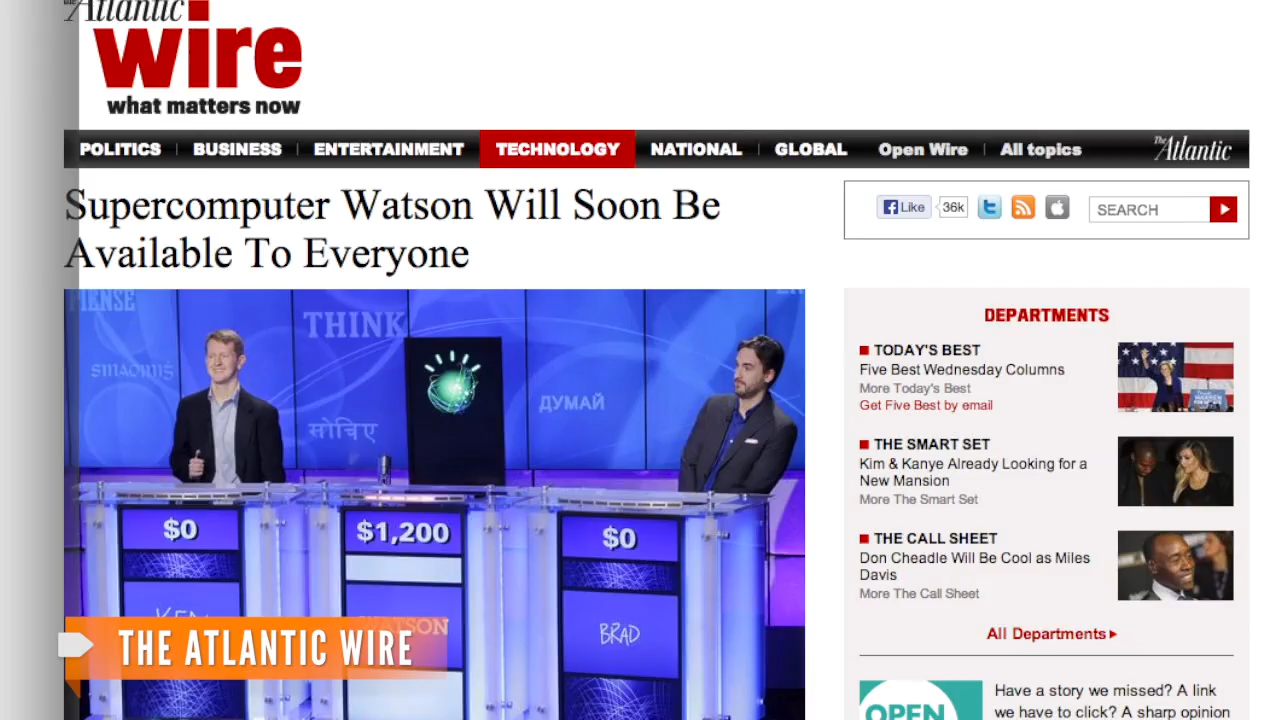 the Atlantic
wire
what matters now
POLITICS BUSINESS ENTERTAINMENT TECHNOLOGY NATIONAL GLOBAL Open Wire All topics The Atlantic
Supercomputer Watson Will Soon Be
Available To Everyone
Like 36k SEARCH
THINK
ДУМАЙ
सोचिए
$0 $1,200 $0
KEN WATSON BRAD
THE ATLANTIC WIRE
DEPARTMENTS
TODAY'S BEST
Five Best Wednesday Columns
More Today's Best
Get Five Best by email
THE SMART SET
Kim & Kanye Already Looking for a
New Mansion
More The Smart Set
THE CALL SHEET
Don Cheadle Will Be Cool as Miles
Davis
More The Call Sheet
All Departments
OPEN
Have a story we missed? A link
we have to click? A sharp opinion